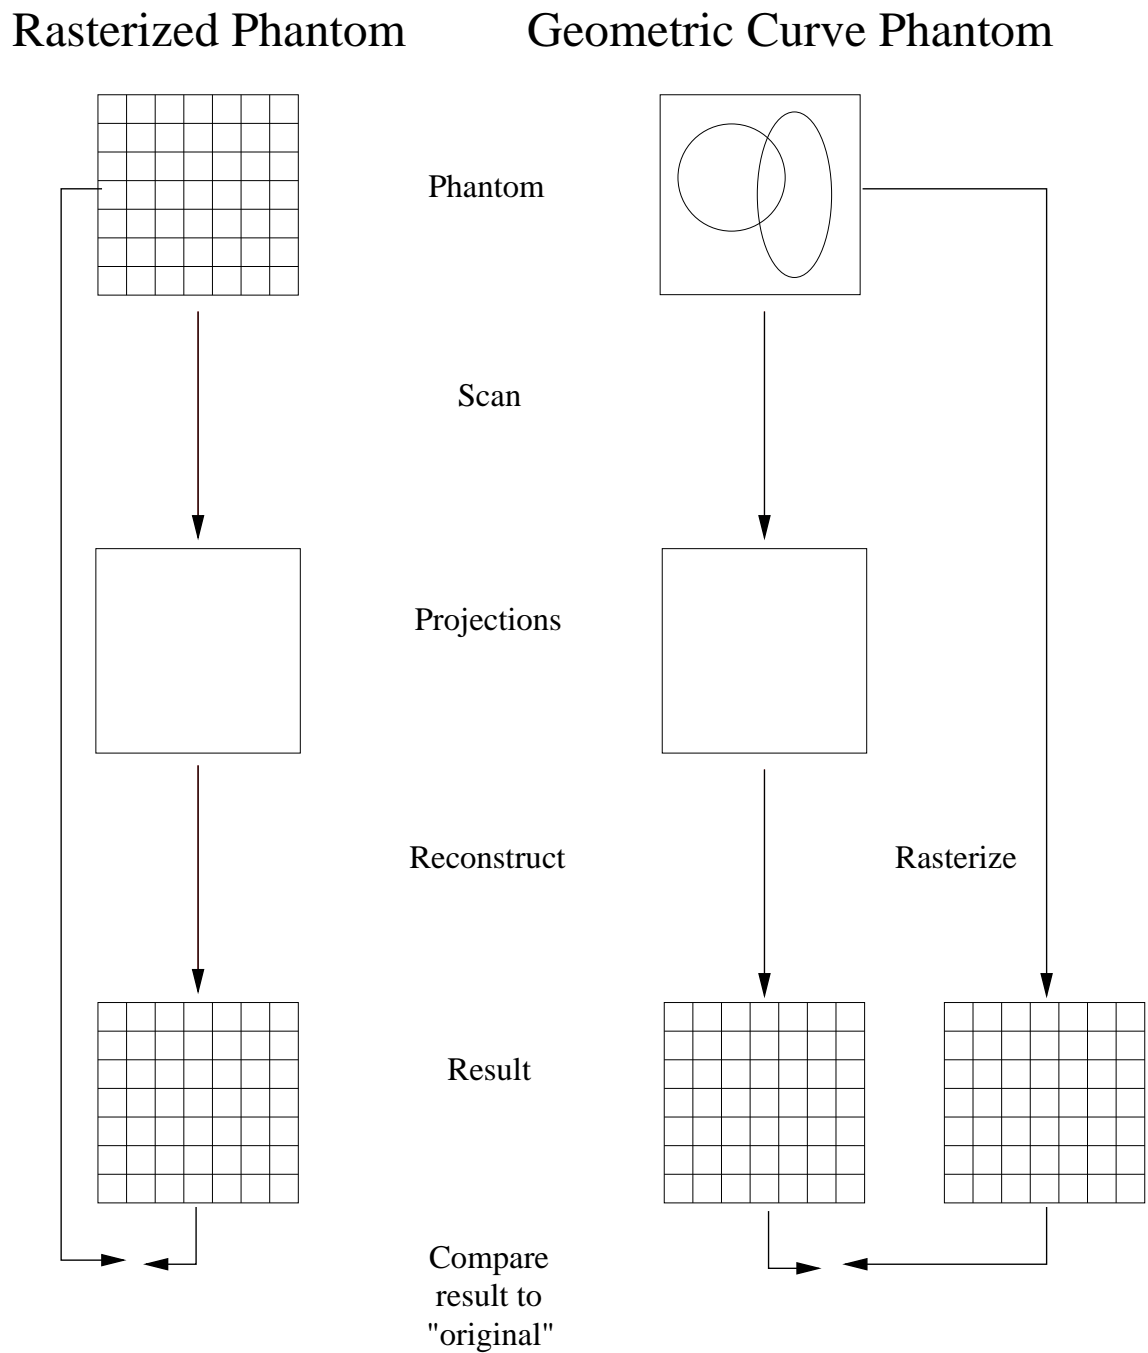 Rasterized Phantom
Geometric Curve Phantom
Phantom
Scan
Projections
Reconstruct
Rasterize
Result
Compare
result to
"original"